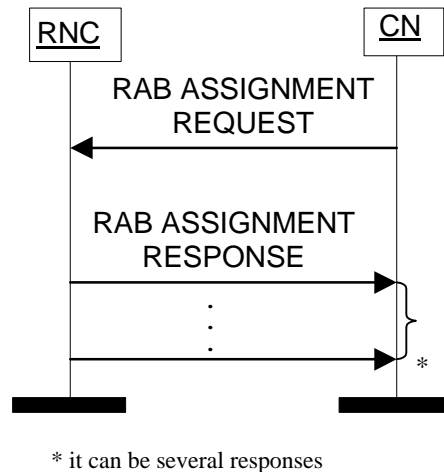 RNC
CN
RAB ASSIGNMENT
REQUEST
RAB ASSIGNMENT
RESPONSE
*
* it can be several responses